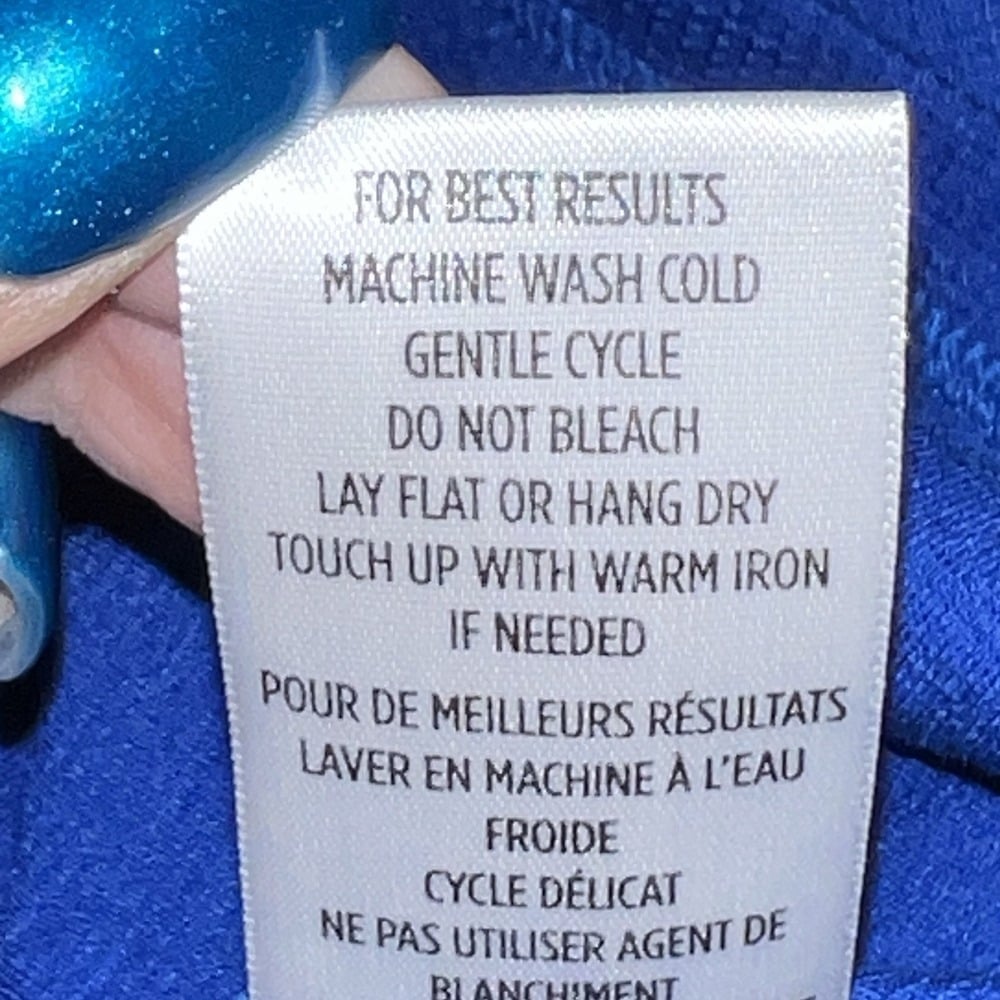 FOR BEST RESULTS
MACHINE WASH COLD
GENTLE CYCLE
DO NOT BLEACH
LAY FLAT OR HANG DRY
TOUCH UP WITH WARM IRON
IF NEEDED
POUR DE MEILLEURS RÉSULTATS
LAVER EN MACHINE À L'EAU
FROIDE
CYCLE DÉLICAT
NE PAS UTILISER AGENT DE
BLANCHIMENT